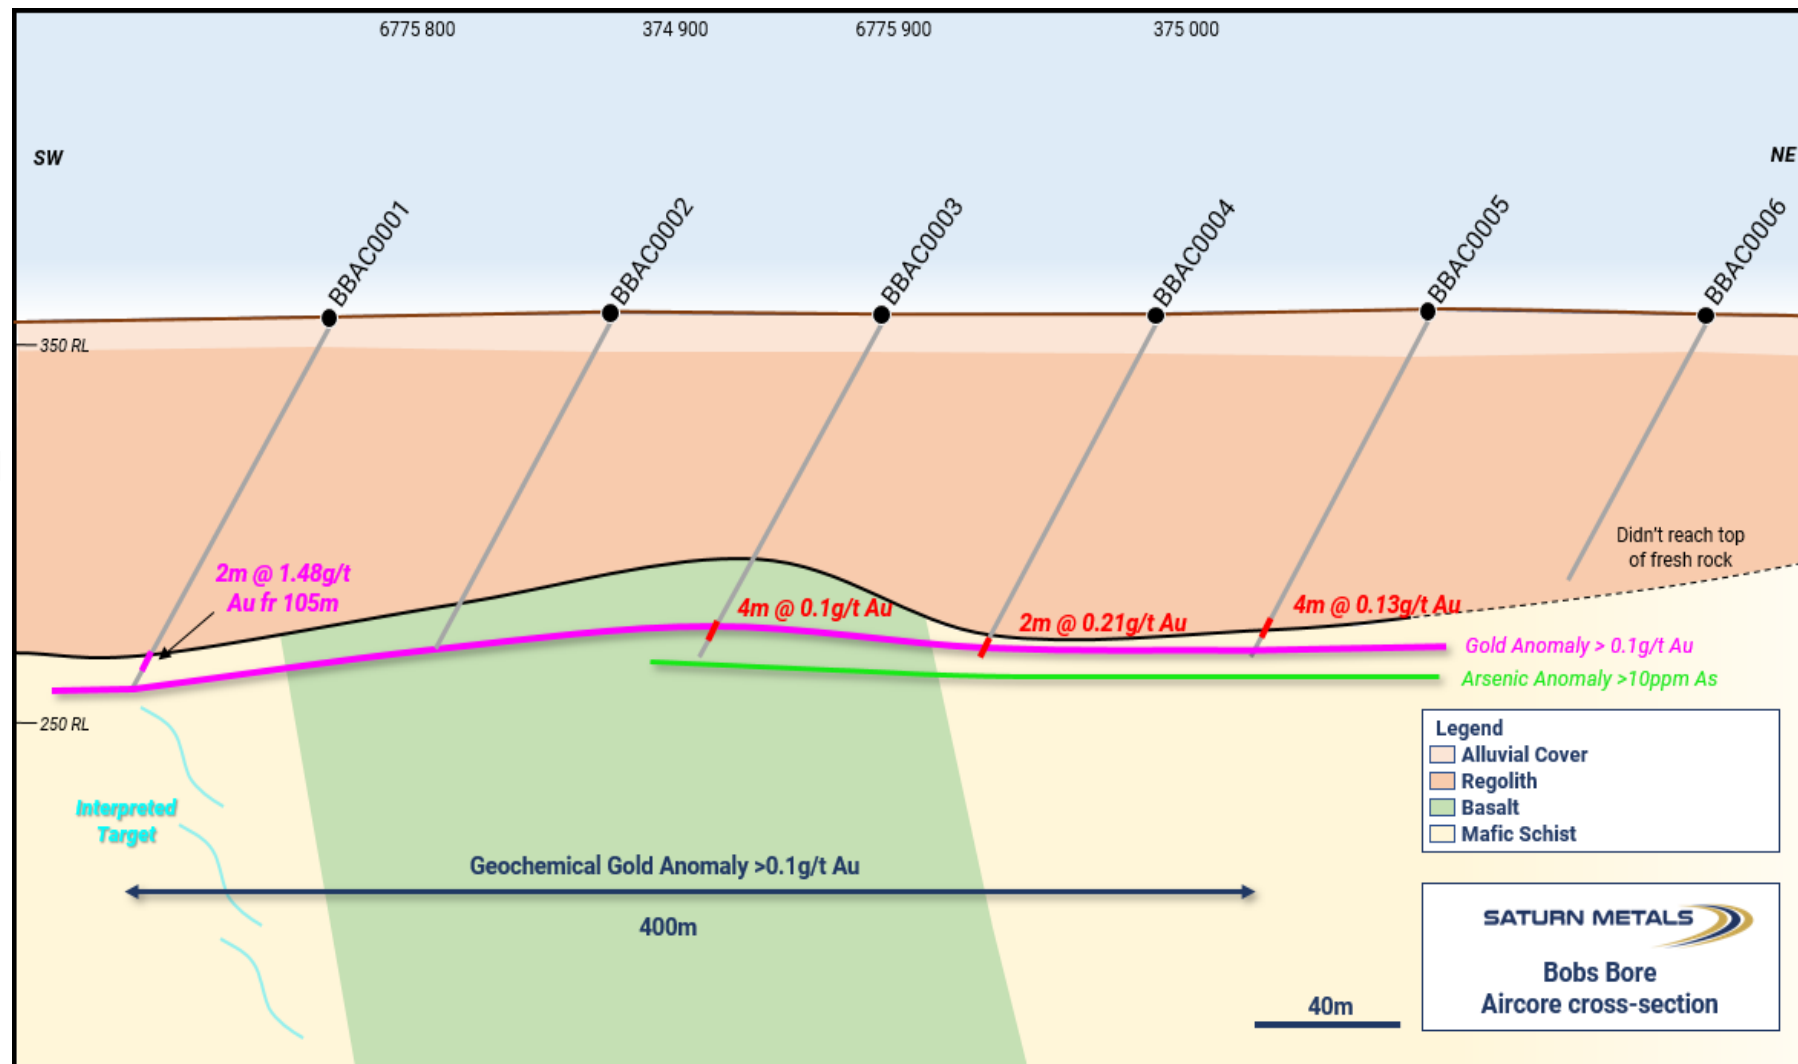 6775 800
374 900
6775 900
375 000
SW
NE
BBAC0001
BBAC0002
BBAC0003
BBAC0004
BBAC0005
BBAC0006
350 RL
Didn't reach top
of fresh rock
2m @ 1.48g/t
Au fr 105m
4m @ 0.1g/t Au
2m @ 0.21g/t Au
4m @ 0.13g/t Au
Gold Anomaly > 0.1g/t Au
Arsenic Anomaly >10ppm As
250 RL
Legend
Alluvial Cover
Regolith
Basalt
Mafic Schist
Interpreted
Target
Geochemical Gold Anomaly >0.1g/t Au
400m
SATURN METALS
Bobs Bore
Aircore cross-section
40m